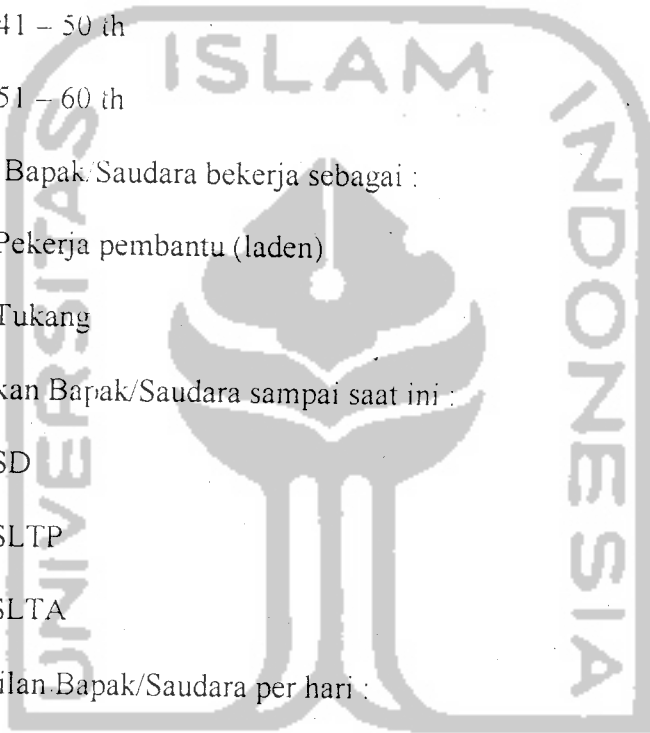 41 – 50 th
ISLAM
51 – 60 th
Bapak/Saudara bekerja sebagai :
Pekerja pembantu (laden)
Tukang
kan Bapak/Saudara sampai saat ini :
SD
SLTP
SLTA
ilan Bapak/Saudara per hari :
UNIVERSITAS
INDONESIA